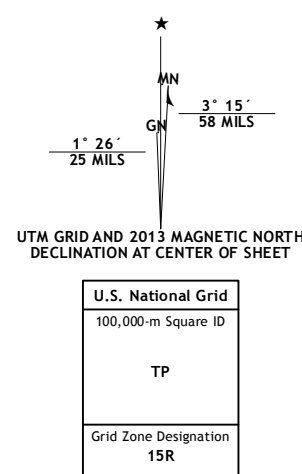 ★
MN
GN
3° 15´
58 MILS
1° 26´
25 MILS
UTM GRID AND 2013 MAGNETIC NORTH
DECLINATION AT CENTER OF SHEET
U.S. National Grid
100,000-m Square ID
TP
Grid Zone Designation
15R